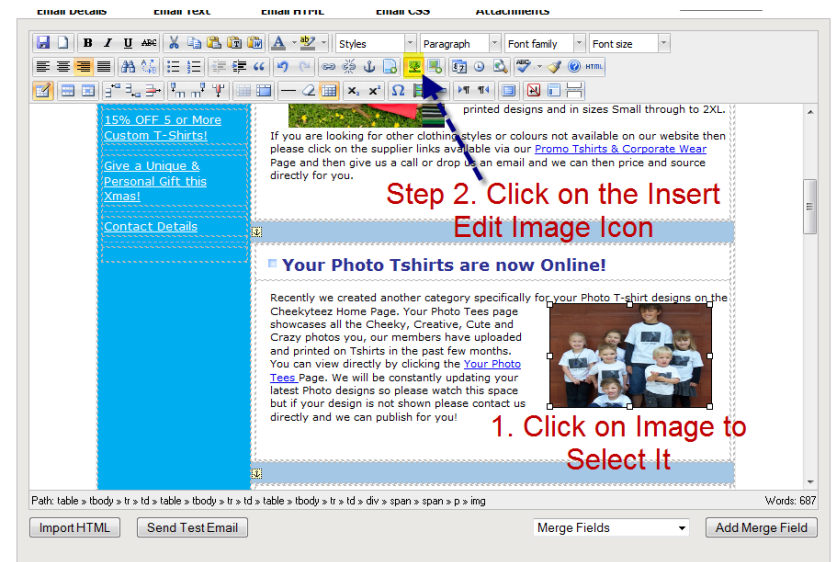 Email Details Email Text Email HTML Email CSS Attachments
B I U ABC A ab Styles Paragraph Font family Font size
HTML
x₂ x² Ω
15% OFF 5 or More
Custom T-Shirts!
Give a Unique &
Personal Gift this
Xmas!
Contact Details
printed designs and in sizes Small through to 2XL.
If you are looking for other clothing styles or colours not available on our website then
please click on the supplier links available via our Promo Tshirts & Corporate Wear
Page and then give us a call or drop us an email and we can then price and source
directly for you.
Step 2. Click on the Insert
Edit Image Icon
Your Photo Tshirts are now Online!
Recently we created another category specifically for your Photo T-shirt designs on the
Cheekyteez Home Page. Your Photo Tees page
showcases all the Cheeky, Creative, Cute and
Crazy photos you, our members have uploaded
and printed on Tshirts in the past few months.
You can view directly by clicking the Your Photo
Tees Page. We will be constantly updating your
latest Photo designs so please watch this space
but if your design is not shown please contact us
directly and we can publish for you!
1. Click on Image to
Select It
Path: table » tbody » tr » td » table » tbody » tr » td » table » tbody » tr » td » div » span » span » p » img
Words: 687
Import HTML Send Test Email Merge Fields Add Merge Field